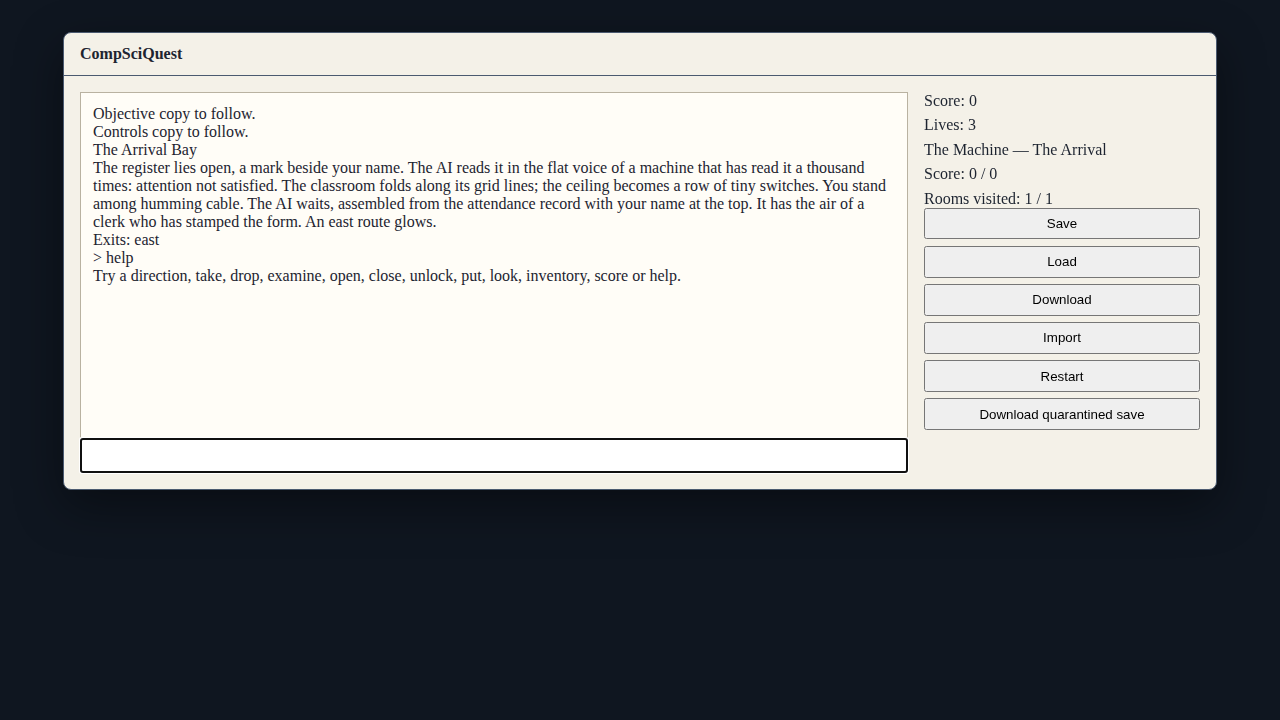 CompSciQuest
Objective copy to follow.
Controls copy to follow.
The Arrival Bay
The register lies open, a mark beside your name. The AI reads it in the flat voice of a machine that has read it a thousand
times: attention not satisfied. The classroom folds along its grid lines; the ceiling becomes a row of tiny switches. You stand
among humming cable. The AI waits, assembled from the attendance record with your name at the top. It has the air of a
clerk who has stamped the form. An east route glows.
Exits: east
> help
Try a direction, take, drop, examine, open, close, unlock, put, look, inventory, score or help.
Score: 0
Lives: 3
The Machine — The Arrival
Score: 0 / 0
Rooms visited: 1 / 1
Save
Load
Download
Import
Restart
Download quarantined save